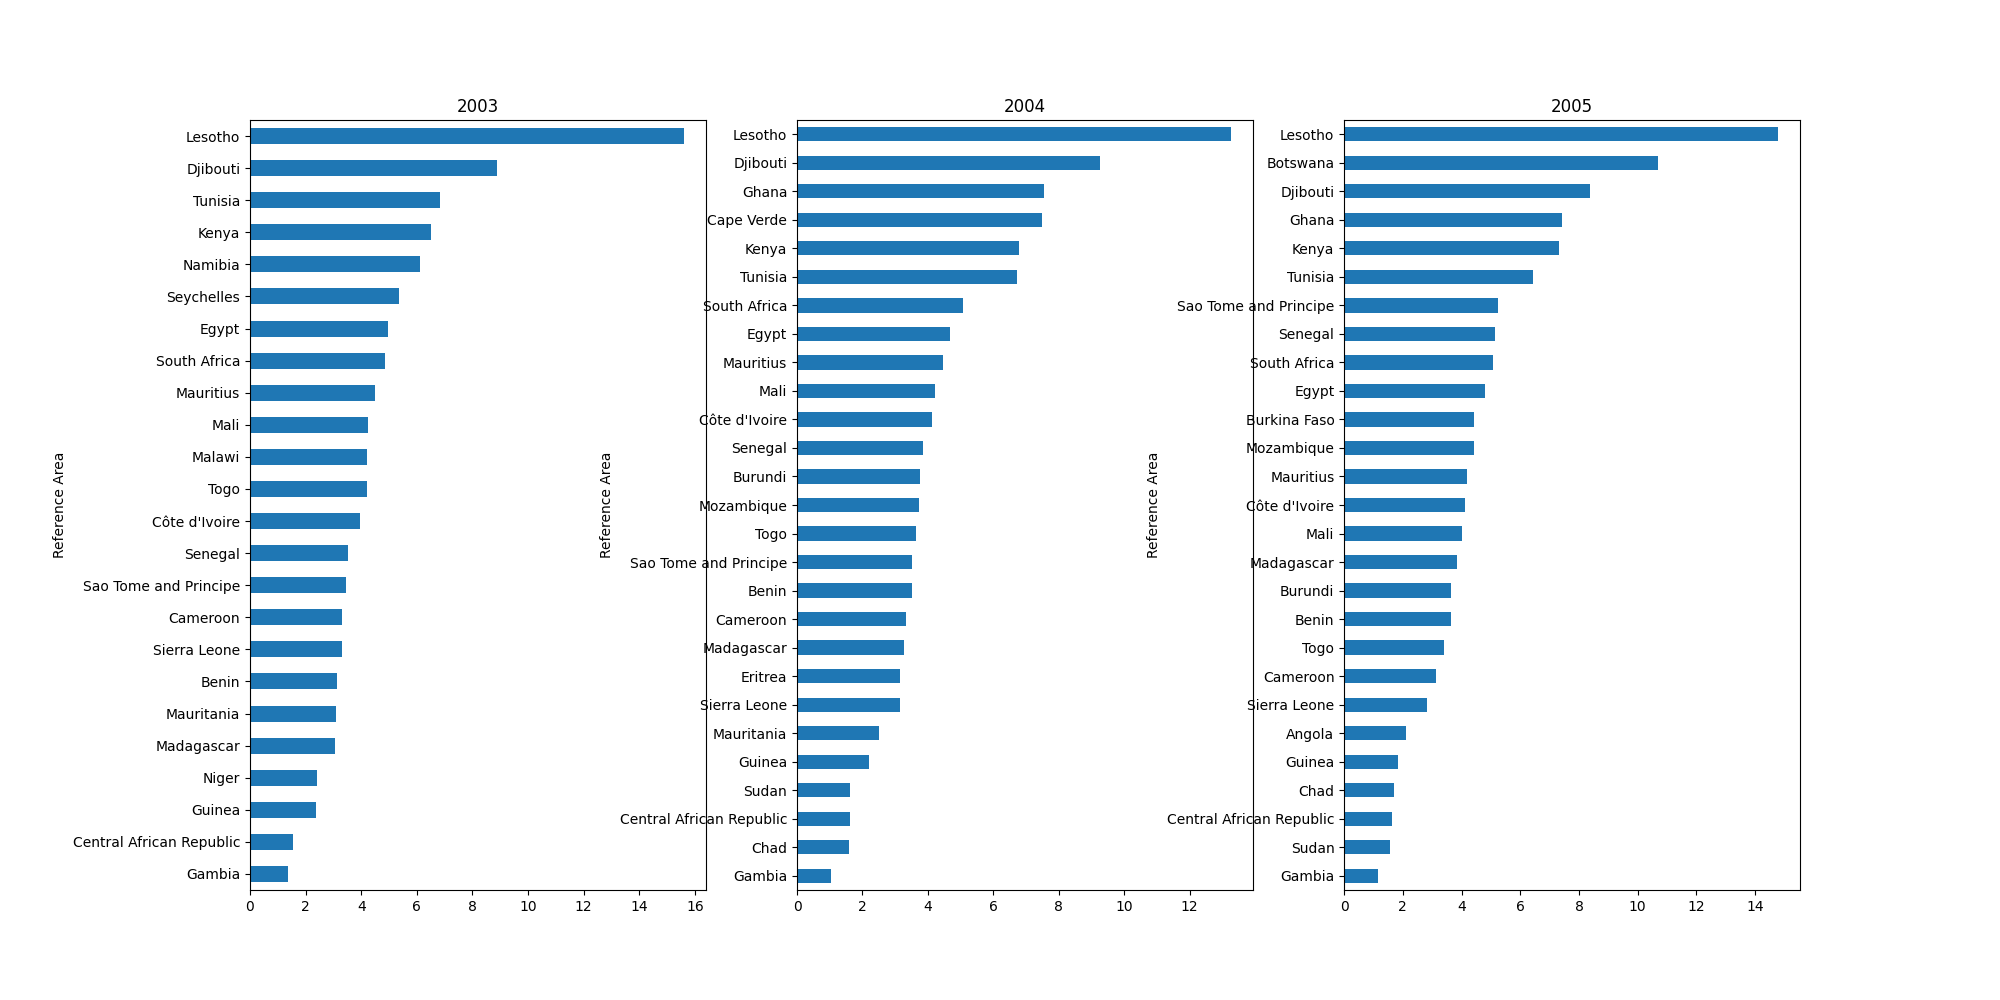 2003
Lesotho
Djibouti
Tunisia
Kenya
Namibia
Seychelles
Egypt
South Africa
Mauritius
Mali
Malawi
Togo
Côte d'Ivoire
Senegal
Sao Tome and Principe
Cameroon
Sierra Leone
Benin
Mauritania
Madagascar
Niger
Guinea
Central African Republic
Gambia
Reference Area
0 2 4 6 8 10 12 14 16
2004
Lesotho
Djibouti
Ghana
Cape Verde
Kenya
Tunisia
South Africa
Egypt
Mauritius
Mali
Côte d'Ivoire
Senegal
Burundi
Mozambique
Togo
Sao Tome and Principe
Benin
Cameroon
Madagascar
Eritrea
Sierra Leone
Mauritania
Guinea
Sudan
Central African Republic
Chad
Gambia
Reference Area
0 2 4 6 8 10 12
2005
Lesotho
Botswana
Djibouti
Ghana
Kenya
Tunisia
Sao Tome and Principe
Senegal
South Africa
Egypt
Burkina Faso
Mozambique
Mauritius
Côte d'Ivoire
Mali
Madagascar
Burundi
Benin
Togo
Cameroon
Sierra Leone
Angola
Guinea
Chad
Central African Republic
Sudan
Gambia
Reference Area
0 2 4 6 8 10 12 14